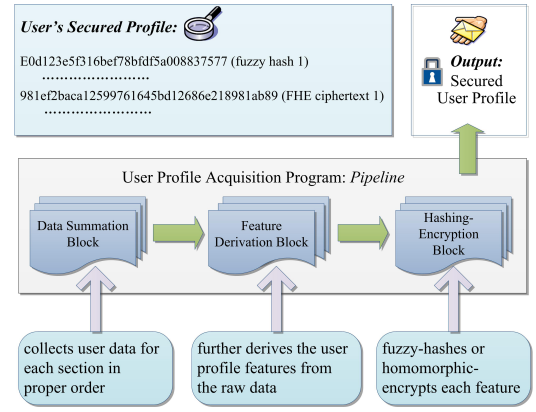 User's Secured Profile:
E0d123e5f316bef78bfdf5a008837577 (fuzzy hash 1)
........................
981ef2baca12599761645bd12686e218981ab89 (FHE ciphertext 1)
........................
Output:
Secured
User Profile
User Profile Acquisition Program: Pipeline
Data Summation
Block
Feature
Derivation Block
Hashing-
Encryption
Block
collects user data for
each section in
proper order
further derives the user
profile features from
the raw data
fuzzy-hashes or
homomorphic-
encrypts each feature